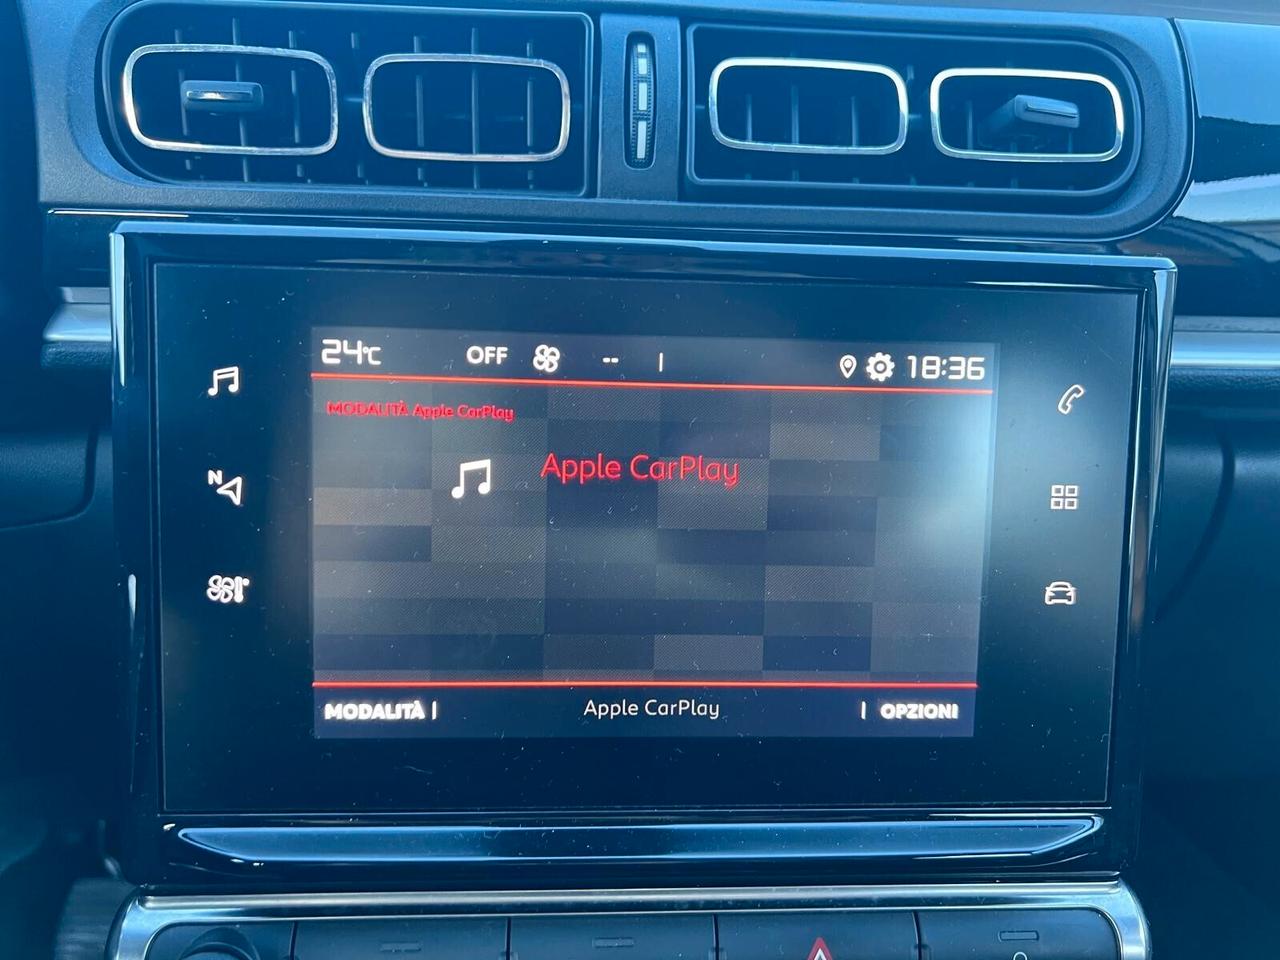 24°C OFF -- | 18:36
MODALITÀ Apple CarPlay
Apple CarPlay
N
MODALITÀ | Apple CarPlay | OPZIONI